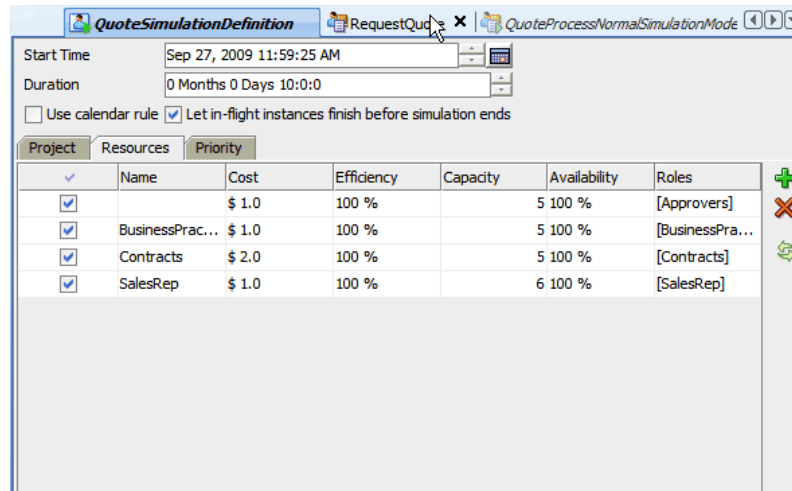 QuoteSimulationDefinition RequestQuote QuoteProcessNormalSimulationMode
Start Time Sep 27, 2009 11:59:25 AM
Duration 0 Months 0 Days 10:0:0
Use calendar rule Let in-flight instances finish before simulation ends
Project Resources Priority
Name Cost Efficiency Capacity Availability Roles
$ 1.0 100 % 5 100 % [Approvers]
BusinessPrac... $ 1.0 100 % 5 100 % [BusinessPra...
Contracts $ 2.0 100 % 5 100 % [Contracts]
SalesRep $ 1.0 100 % 6 100 % [SalesRep]